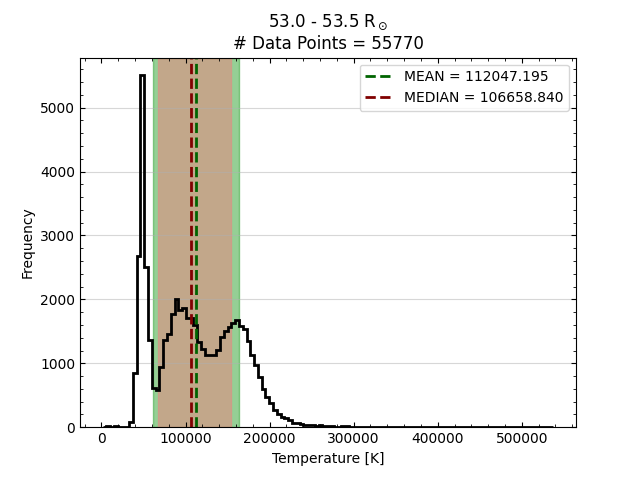 53.0 - 53.5 R☉
# Data Points = 55770
MEAN = 112047.195
MEDIAN = 106658.840
Frequency
5000
4000
3000
2000
1000
0
0 100000 200000 300000 400000 500000
Temperature [K]